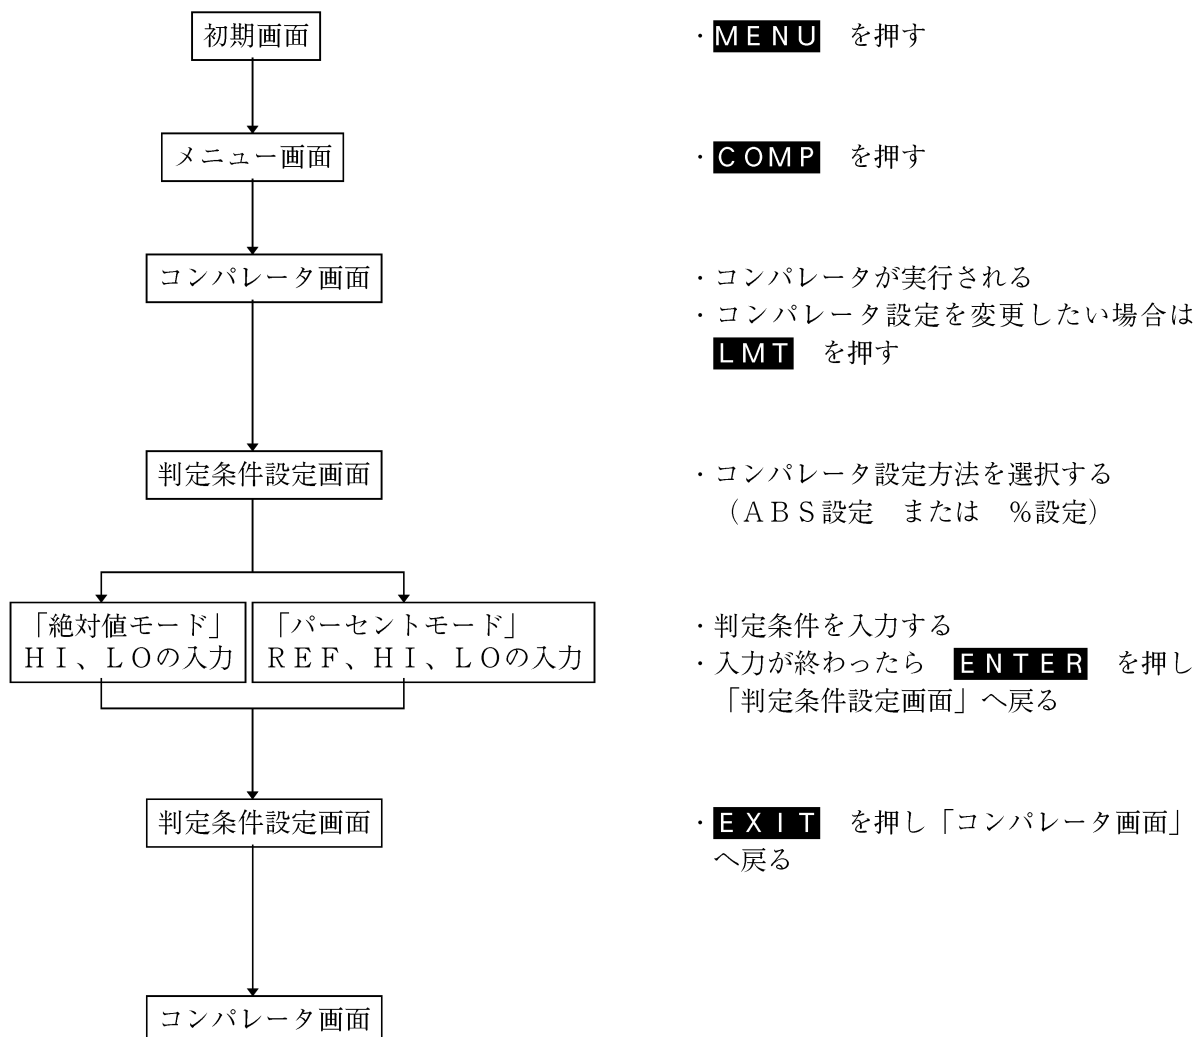 初期画面
・ＭＥＮＵ　を押す
メニュー画面
・ＣＯＭＰ　を押す
コンパレータ画面
・コンパレータが実行される
・コンパレータ設定を変更したい場合は
ＬＭＴ　を押す
判定条件設定画面
・コンパレータ設定方法を選択する
（ＡＢＳ設定　または　％設定）
「絶対値モード」
ＨＩ、ＬＯの入力
「パーセントモード」
ＲＥＦ、ＨＩ、ＬＯの入力
・判定条件を入力する
・入力が終わったら　ＥＮＴＥＲ　を押し
「判定条件設定画面」へ戻る
判定条件設定画面
・ＥＸＩＴ　を押し「コンパレータ画面」
へ戻る
コンパレータ画面